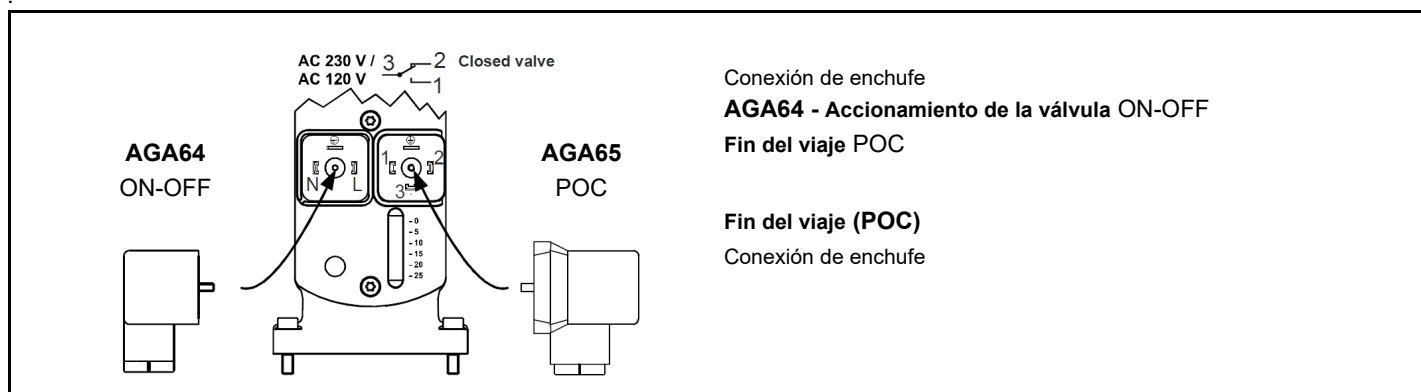 AC 230 V / 3 2 Closed valve
AC 120 V 1
AGA64
ON-OFF
AGA65
POC
1 2
N L 3
- 0
- 5
- 10
- 15
- 20
- 25
Conexión de enchufe
AGA64 - Accionamiento de la válvula ON-OFF
Fin del viaje POC
Fin del viaje (POC)
Conexión de enchufe